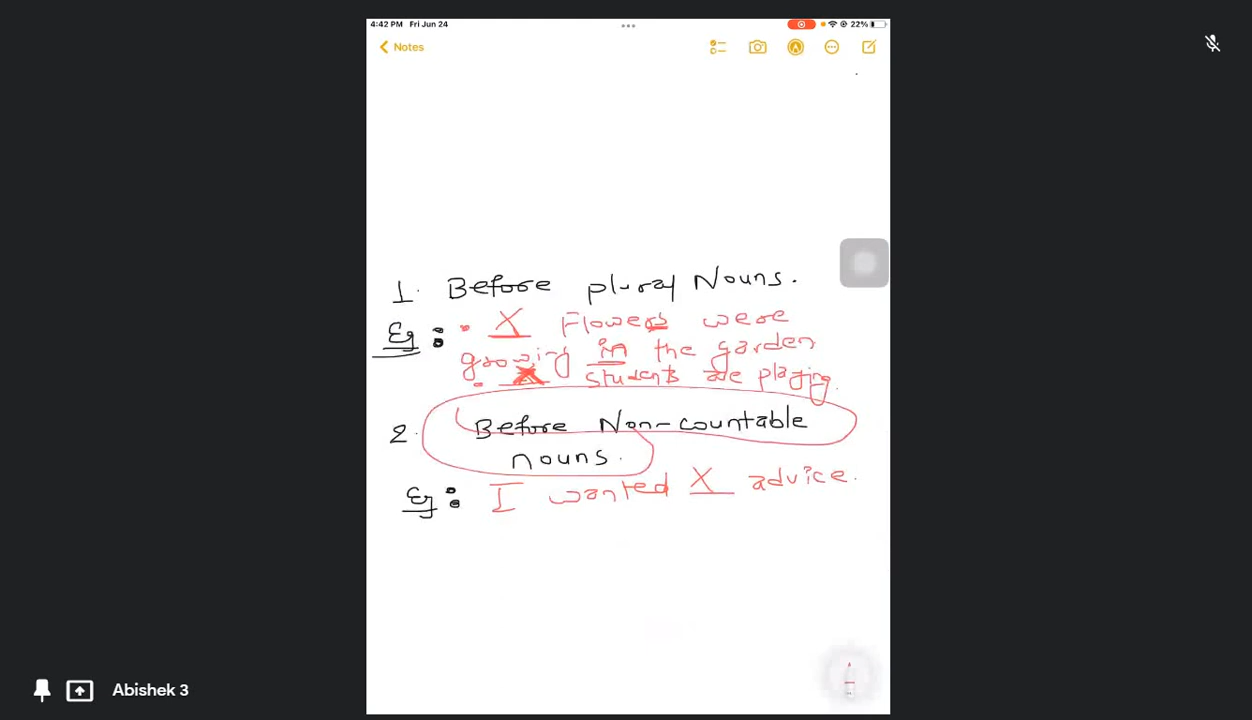 4:42 PM Fri Jun 24
22%
Notes
1. Before plural Nouns.
Eg: • X Flowers were
growing in the garden
• X students are playing.
2. Before Non-countable
nouns.
Eg: I wanted X advice.
Abishek 3